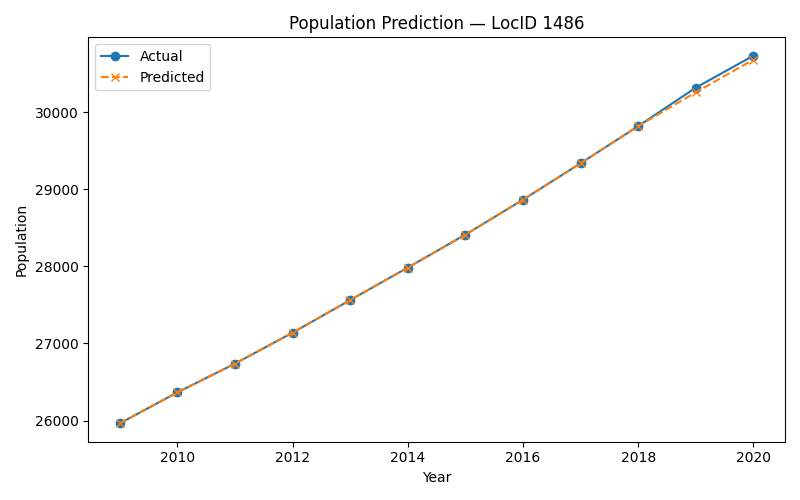 Population Prediction — LocID 1486
Actual
Predicted
30000
29000
28000
27000
26000
Population
2010 2012 2014 2016 2018 2020
Year